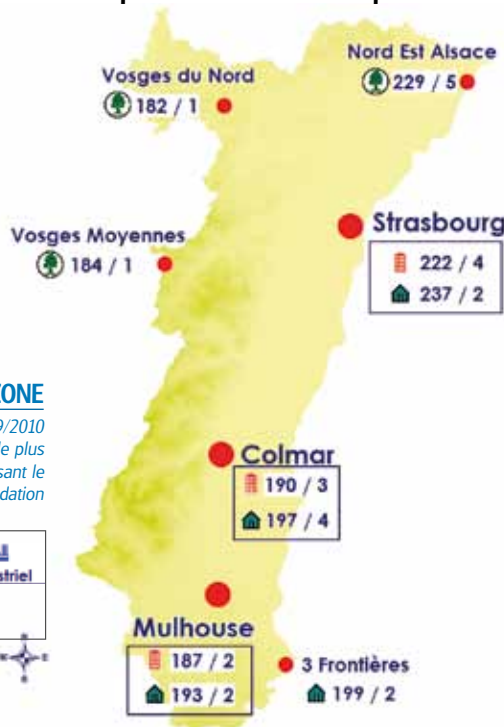 Nord Est Alsace
229 / 5
Vosges du Nord
182 / 1
Strasbourg
222 / 4
237 / 2
Vosges Moyennes
184 / 1
ZONE
9/2010
le plus
sant le
dation
Colmar
190 / 3
197 / 4
striel
Mulhouse
187 / 2
193 / 2
3 Frontières
199 / 2